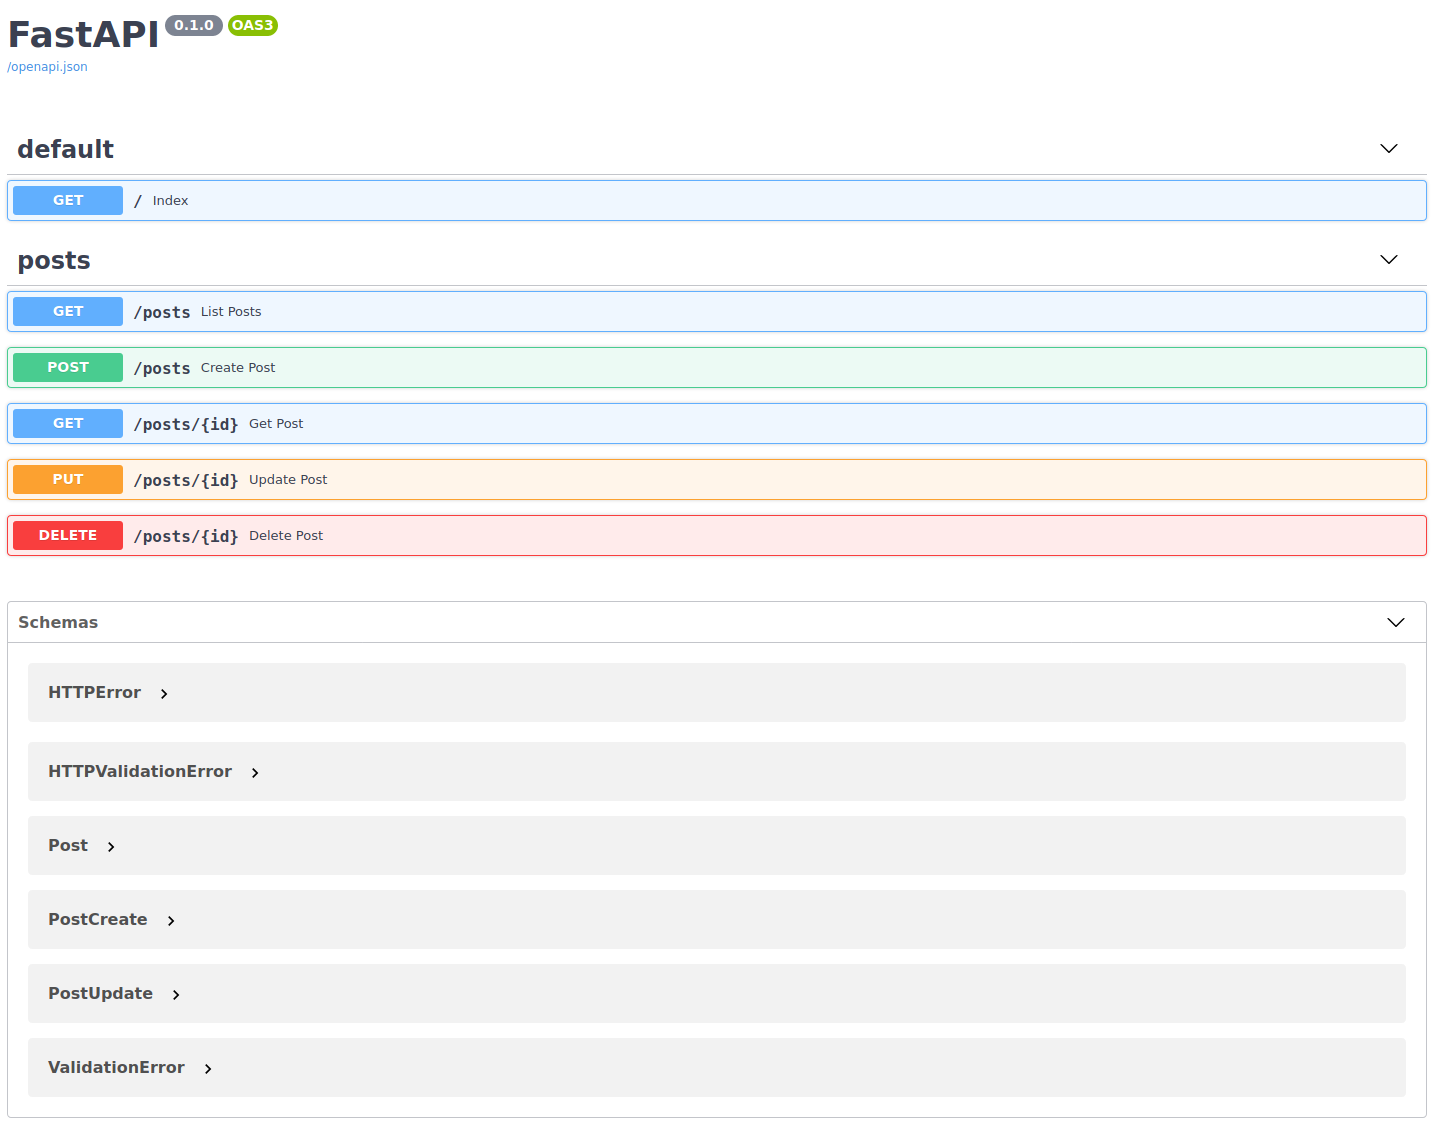 FastAPI 0.1.0 OAS3
/openapi.json
default
GET / Index
posts
GET /posts List Posts
POST /posts Create Post
GET /posts/{id} Get Post
PUT /posts/{id} Update Post
DELETE /posts/{id} Delete Post
Schemas
HTTPError
HTTPValidationError
Post
PostCreate
PostUpdate
ValidationError